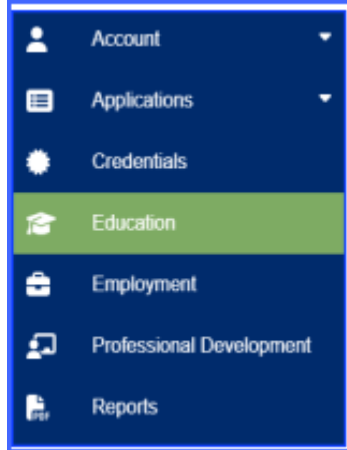 Account
Applications
Credentials
Education
Employment
Professional Development
Reports